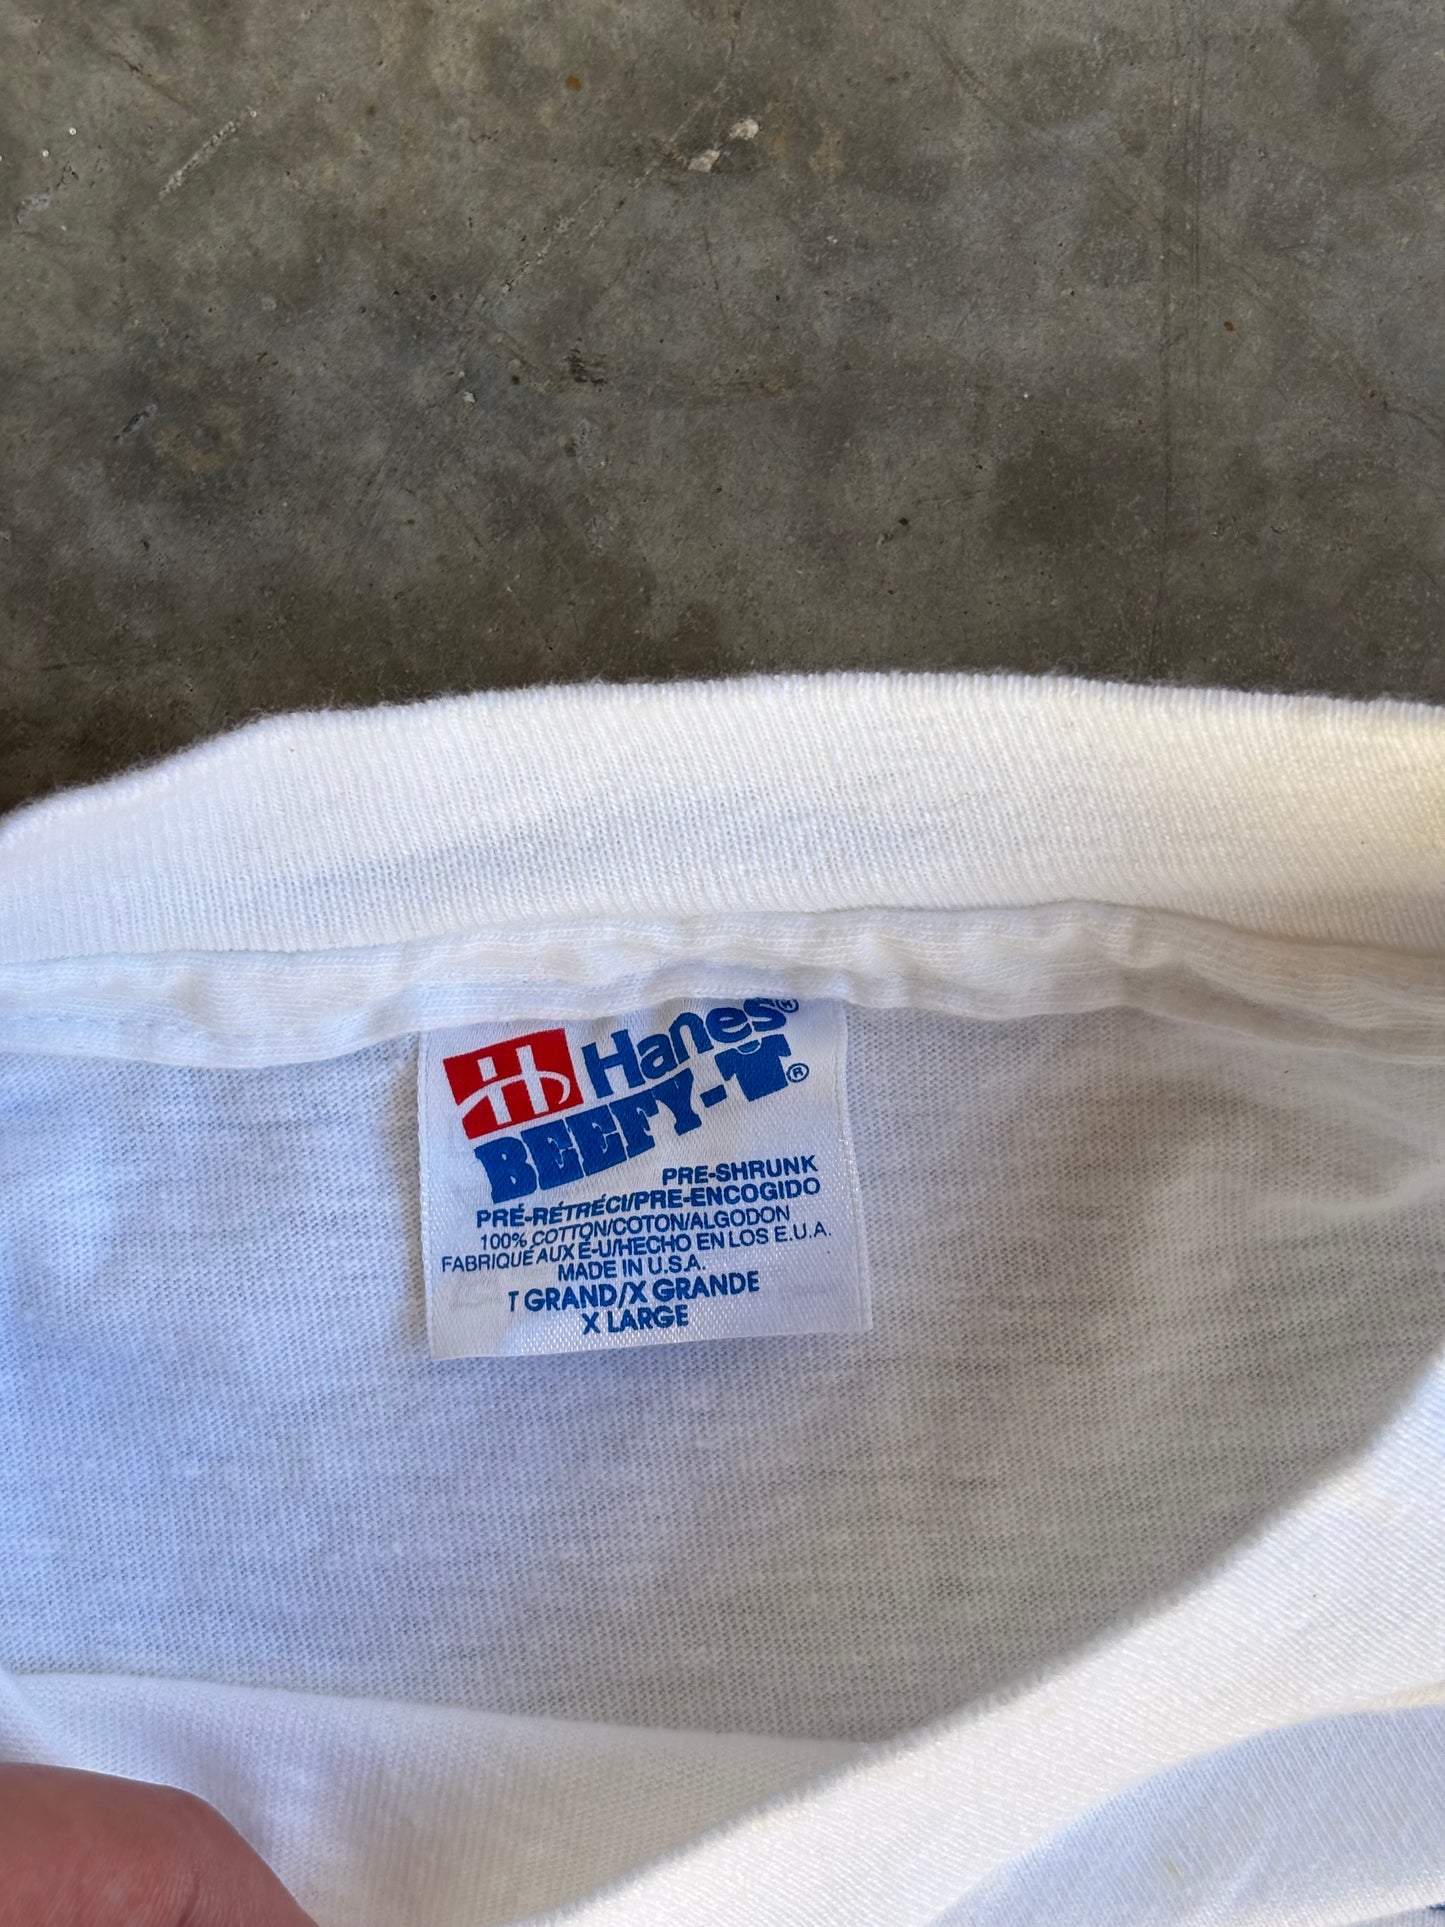 H Hanes®
BEEFY-T®
PRE-SHRUNK
PRÉ-RÉTRÉCI/PRE-ENCOGIDO
100% COTTON/COTON/ALGODON
FABRIQUÉ AUX É-U/HECHO EN LOS E.U.A.
MADE IN U.S.A.
T GRAND/X GRANDE
X LARGE